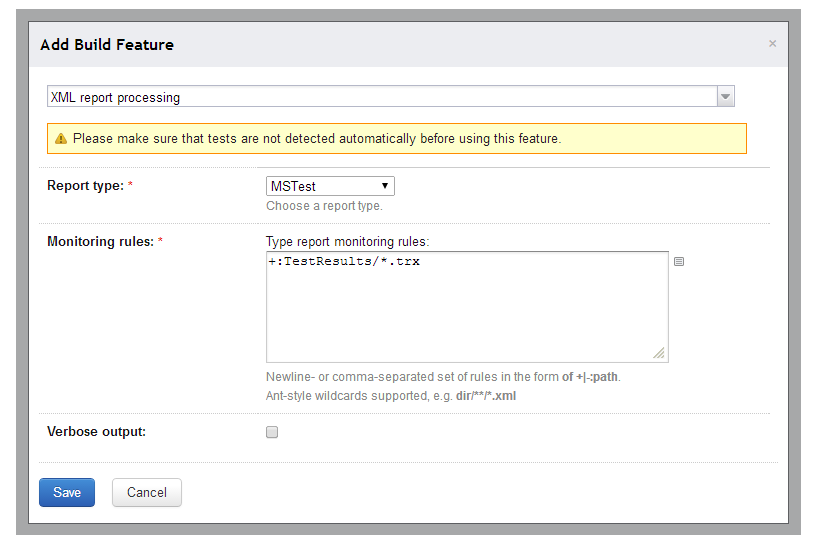 Add Build Feature ×
XML report processing
Please make sure that tests are not detected automatically before using this feature.
Report type: * MSTest
Choose a report type.
Monitoring rules: * Type report monitoring rules:
+:TestResults/*.trx
Newline- or comma-separated set of rules in the form of +|-:path.
Ant-style wildcards supported, e.g. dir/**/*.xml
Verbose output:
Save Cancel